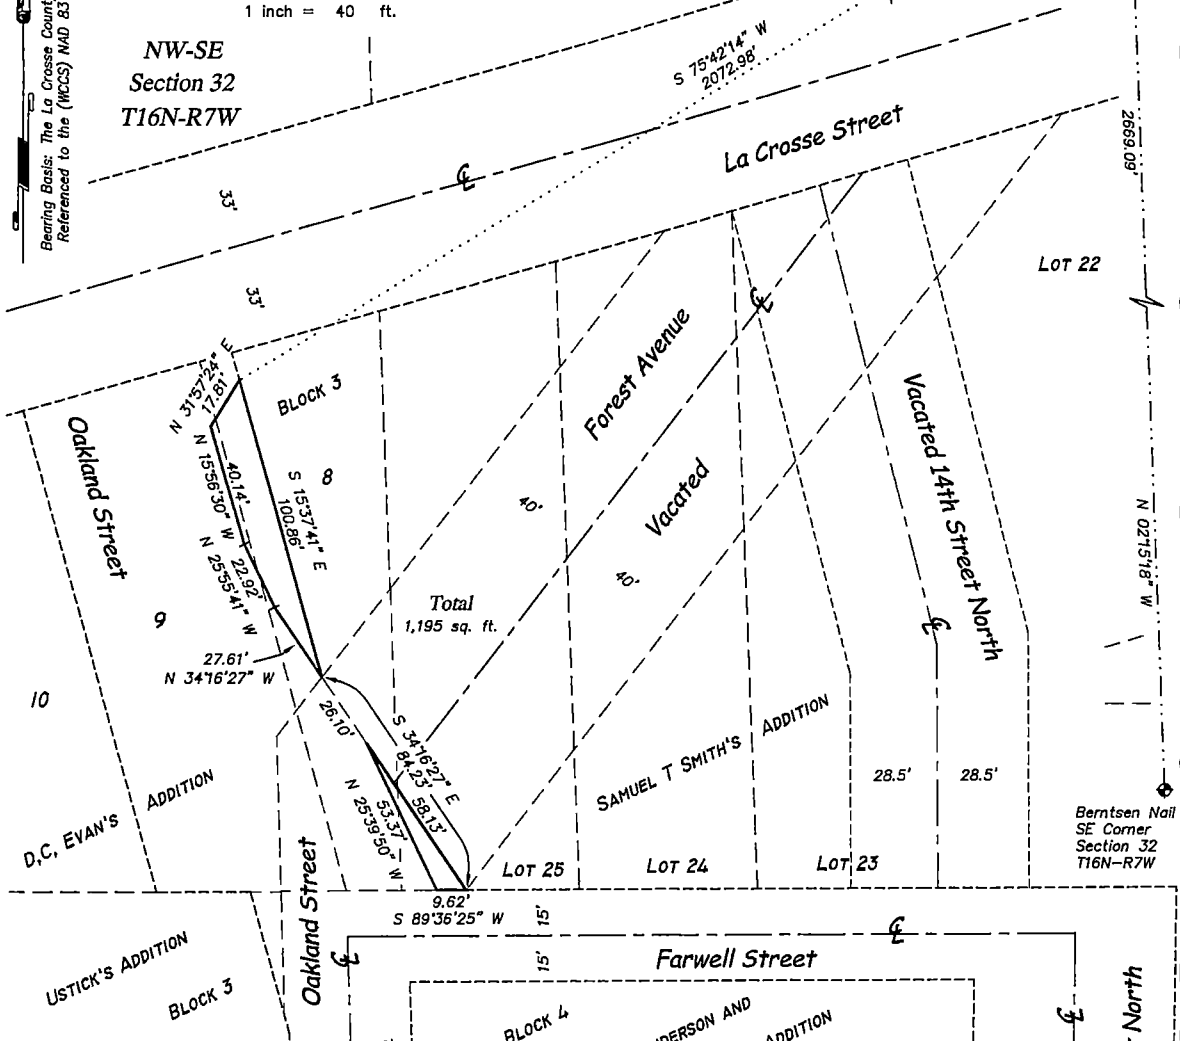 1 inch = 40 ft.
NW-SE
Section 32
T16N-R7W
Bearing Basis: The La Crosse County
Referenced to the (WCCS) NAD 83
S 75°42'14" W
2072.98'
La Crosse Street
2669.09'
33'
33'
LOT 22
N 31°57'24" E
17.81'
BLOCK 3
Forest Avenue
Oakland Street
40.14'
N 15°56'30" W
8
S 15°37'41" E
100.86'
Vacated 14th Street North
Vacated
40'
40'
N 02°15'18" W
22.92'
N 25°55'41" W
Total
1,195 sq. ft.
9
27.61'
N 34°16'27" W
10
26.10'
S 34°16'27" E
84.23'
58.13'
53.37'
N 25°39'50" W
SAMUEL T SMITH'S ADDITION
28.5'
28.5'
D,C, EVAN'S ADDITION
Berntsen Nail
SE Corner
Section 32
T16N-R7W
LOT 25
LOT 24
LOT 23
9.62'
S 89°36'25" W
15'
15'
Oakland Street
Farwell Street
USTICK'S ADDITION
BLOCK 3
BLOCK 4
DERSON AND
ADDITION
North